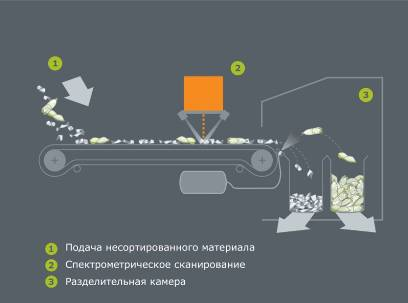 1
2
3
1 Подача несортированного материала
2 Спектрометрическое сканирование
3 Разделительная камера